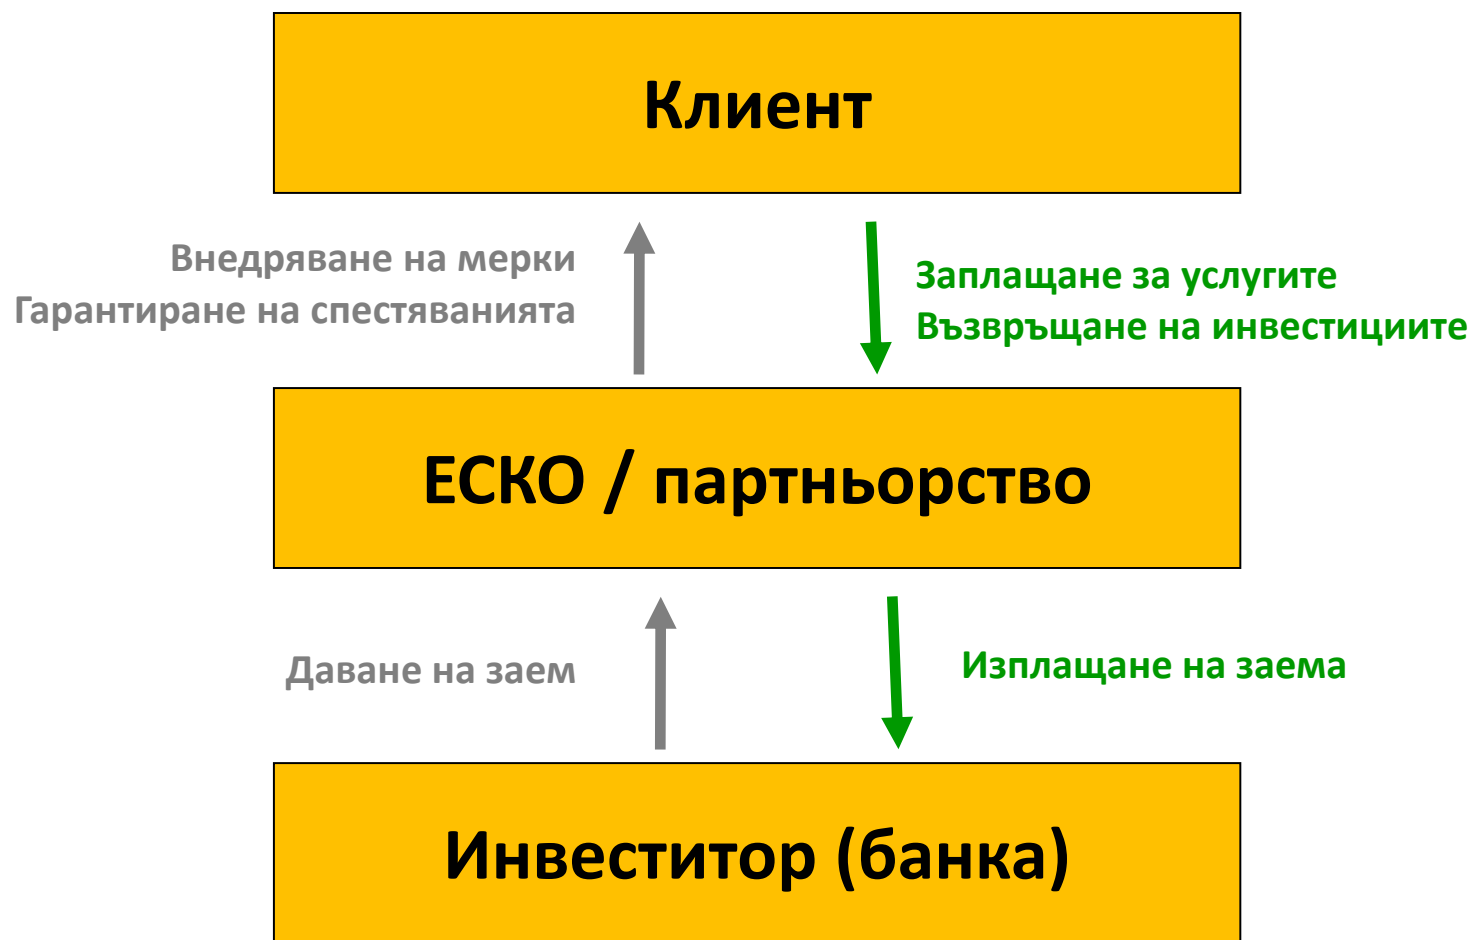 Клиент
Внедряване на мерки
Гарантиране на спестяванията
Заплащане за услугите
Възвръщане на инвестициите
ЕСКО / партньорство
Даване на заем
Изплащане на заема
Инвеститор (банка)